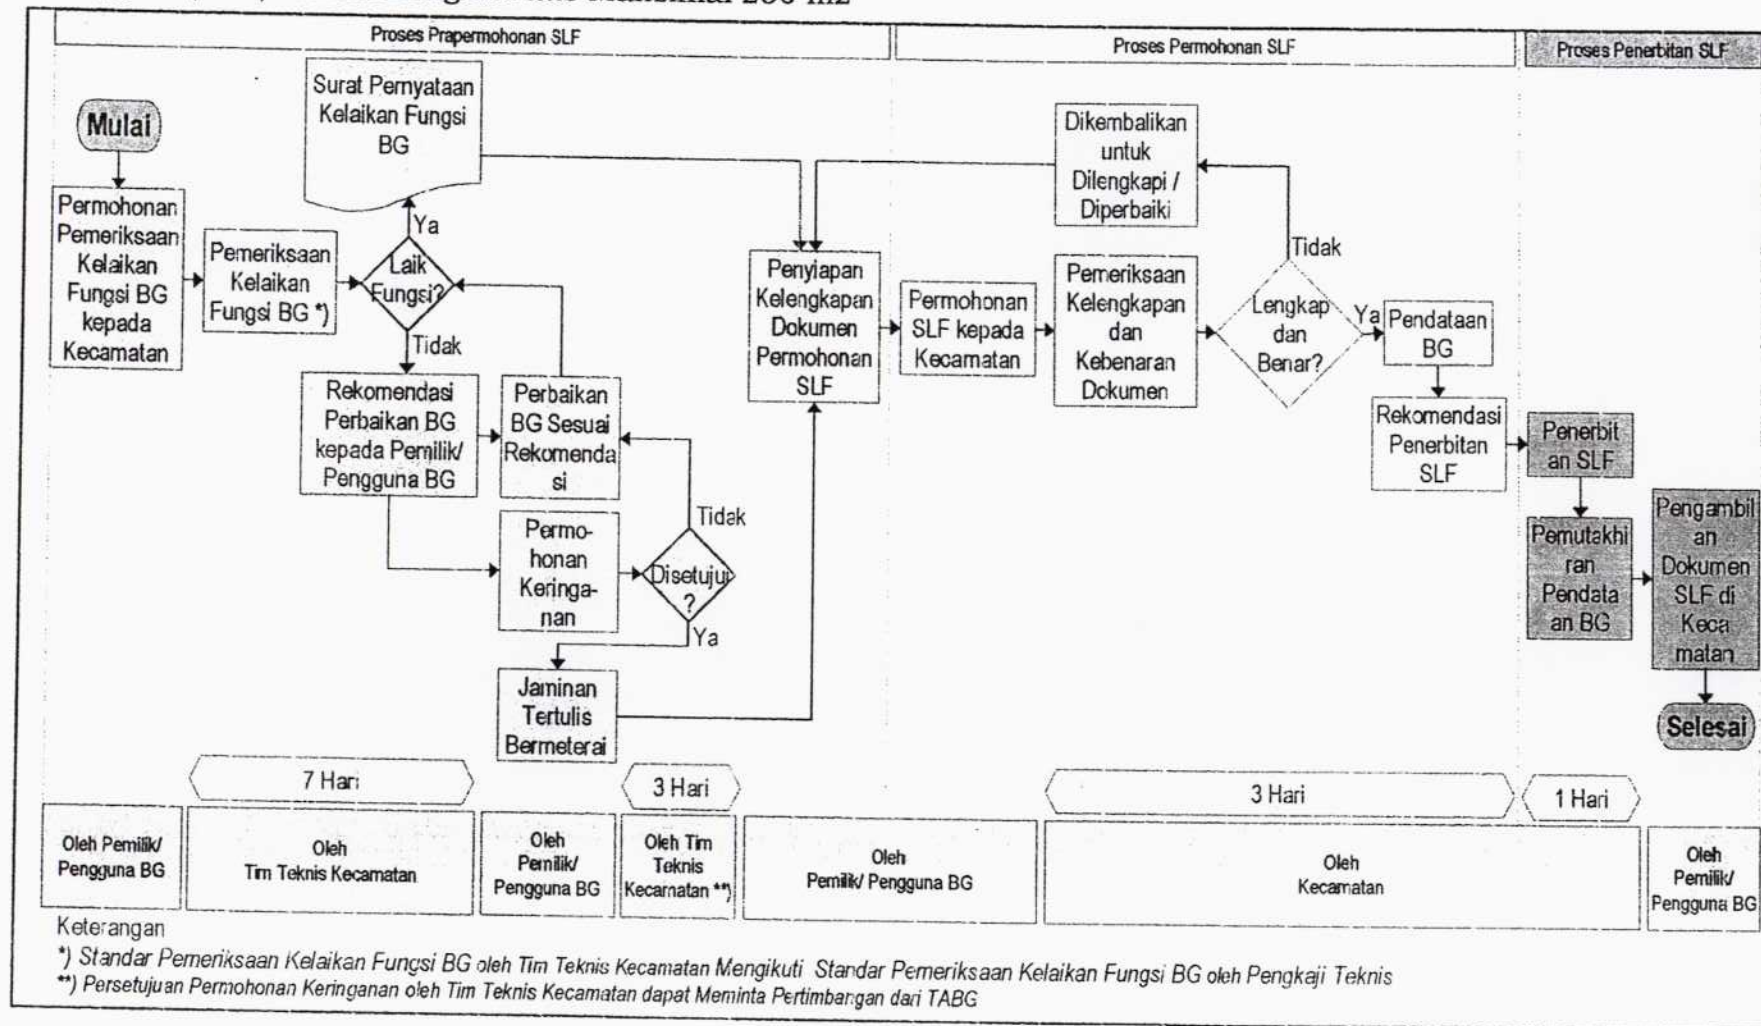 Maksimal
Proses Prapermohonan SLF
Proses Permohonan SLF
Proses Penerbitan SLF
Mulai
Permohonan
Pemeriksaan
Kelaikan
Fungsi BG
kepada
Kecamatan
Pemeriksaan
Kelaikan
Fungsi BG *)
Surat Pernyataan
Kelaikan Fungsi
BG
Ya
Laik
Fungsi?
Tidak
Rekomendasi
Perbaikan BG
kepada Pemilik/
Pengguna BG
Perbaikan
BG Sesuai
Rekomenda
si
Permo-
honan
Keringa-
nan
Tidak
Disetujui
?
Ya
Jaminan
Tertulis
Bermeterai
Penyiapan
Kelengkapan
Dokumen
Permohonan
SLF
Permohonan
SLF kepada
Kecamatan
Dikembalikan
untuk
Dilengkapi /
Diperbaiki
Pemeriksaan
Kelengkapan
dan
Kebenaran
Dokumen
Tidak
Lengkap
dan
Benar?
Ya
Pendataan
BG
Rekomendasi
Penerbitan
SLF
Penerbit
an SLF
Pemutakhi
ran
Pendata
an BG
Pengambil
an
Dokumen
SLF di
Keca
matan
Selesai
7 Hari
3 Hari
3 Hari
1 Hari
Oleh Pemilik/
Pengguna BG
Oleh
Tim Teknis Kecamatan
Oleh
Pemilik/
Pengguna BG
Oleh Tim
Teknis
Kecamatan **)
Oleh
Pemilik/ Pengguna BG
Oleh
Kecamatan
Oleh
Pemilik/
Pengguna BG
Keterangan
*) Standar Pemeriksaan Kelaikan Fungsi BG oleh Tim Teknis Kecamatan Mengikuti Standar Pemeriksaan Kelaikan Fungsi BG oleh Pengkaji Teknis
**) Persetujuan Permohonan Keringanan oleh Tim Teknis Kecamatan dapat Meminta Pertimbangan dari TABG